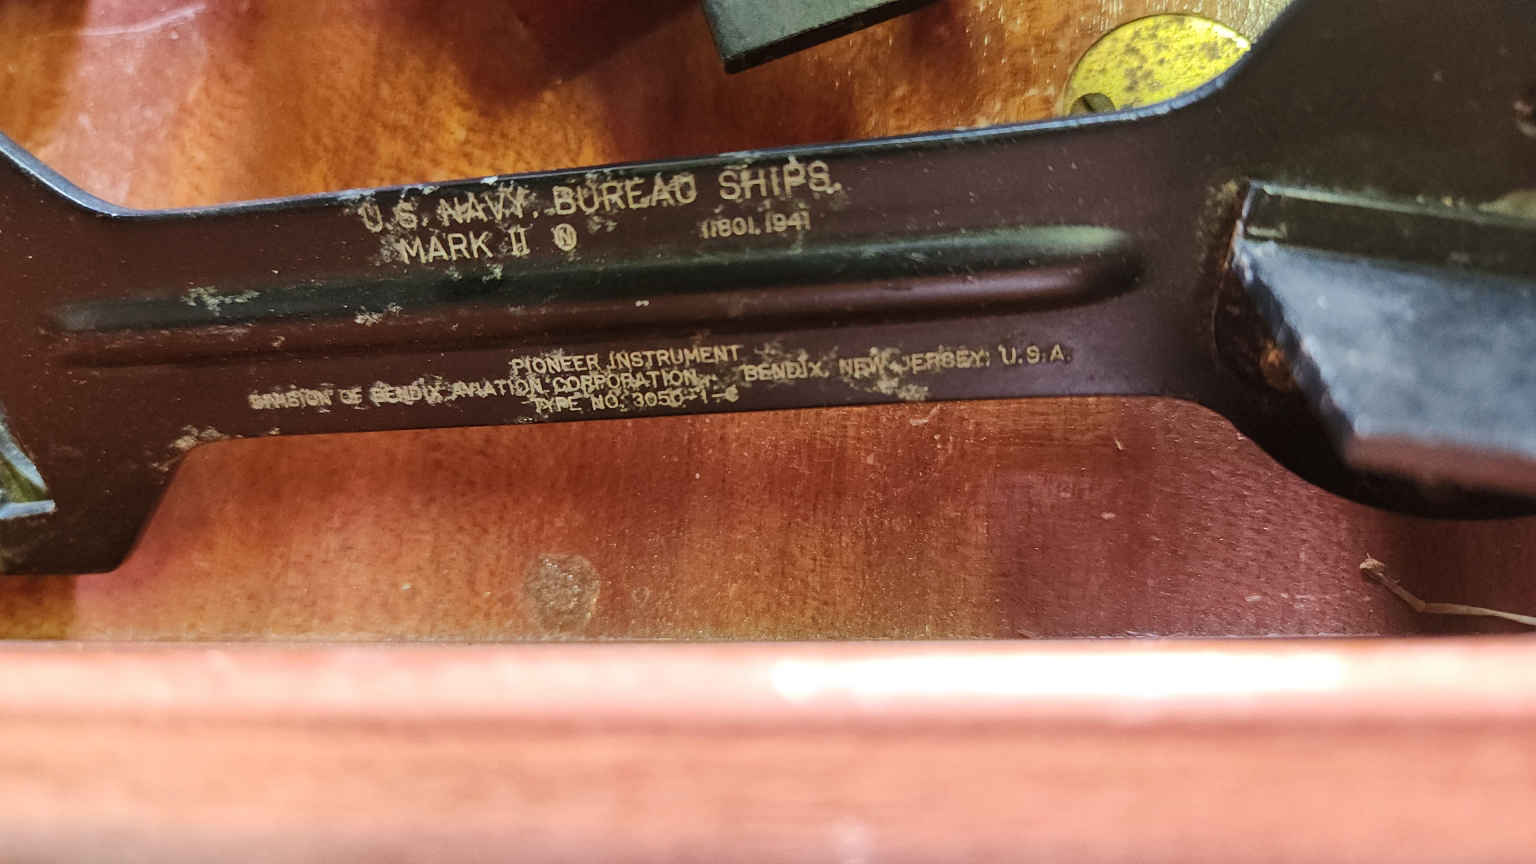 U.S. NAVY, BUREAU SHIPS.
MARK II Ⓝ 11801, 1941
PIONEER INSTRUMENT
DIVISION OF BENDIX AVIATION CORPORATION, BENDIX, NEW JERSEY, U.S.A.
TYPE NO. 3050-1-